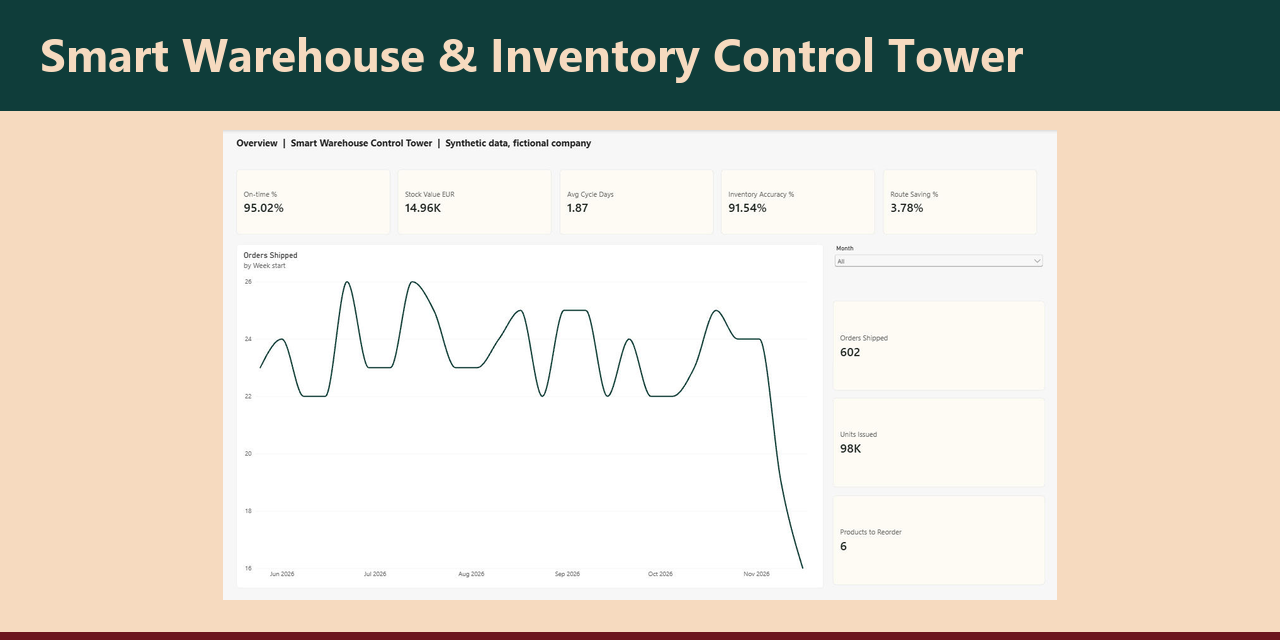 Smart Warehouse & Inventory Control Tower
Overview | Smart Warehouse Control Tower | Synthetic data, fictional company
On-time %
95.02%
Stock Value EUR
14.96K
Avg Cycle Days
1.87
Inventory Accuracy %
91.54%
Route Saving %
3.78%
Orders Shipped
by Week start
26
24
22
20
18
16
Jun 2026
Jul 2026
Aug 2026
Sep 2026
Oct 2026
Nov 2026
Month
All
Orders Shipped
602
Units Issued
98K
Products to Reorder
6